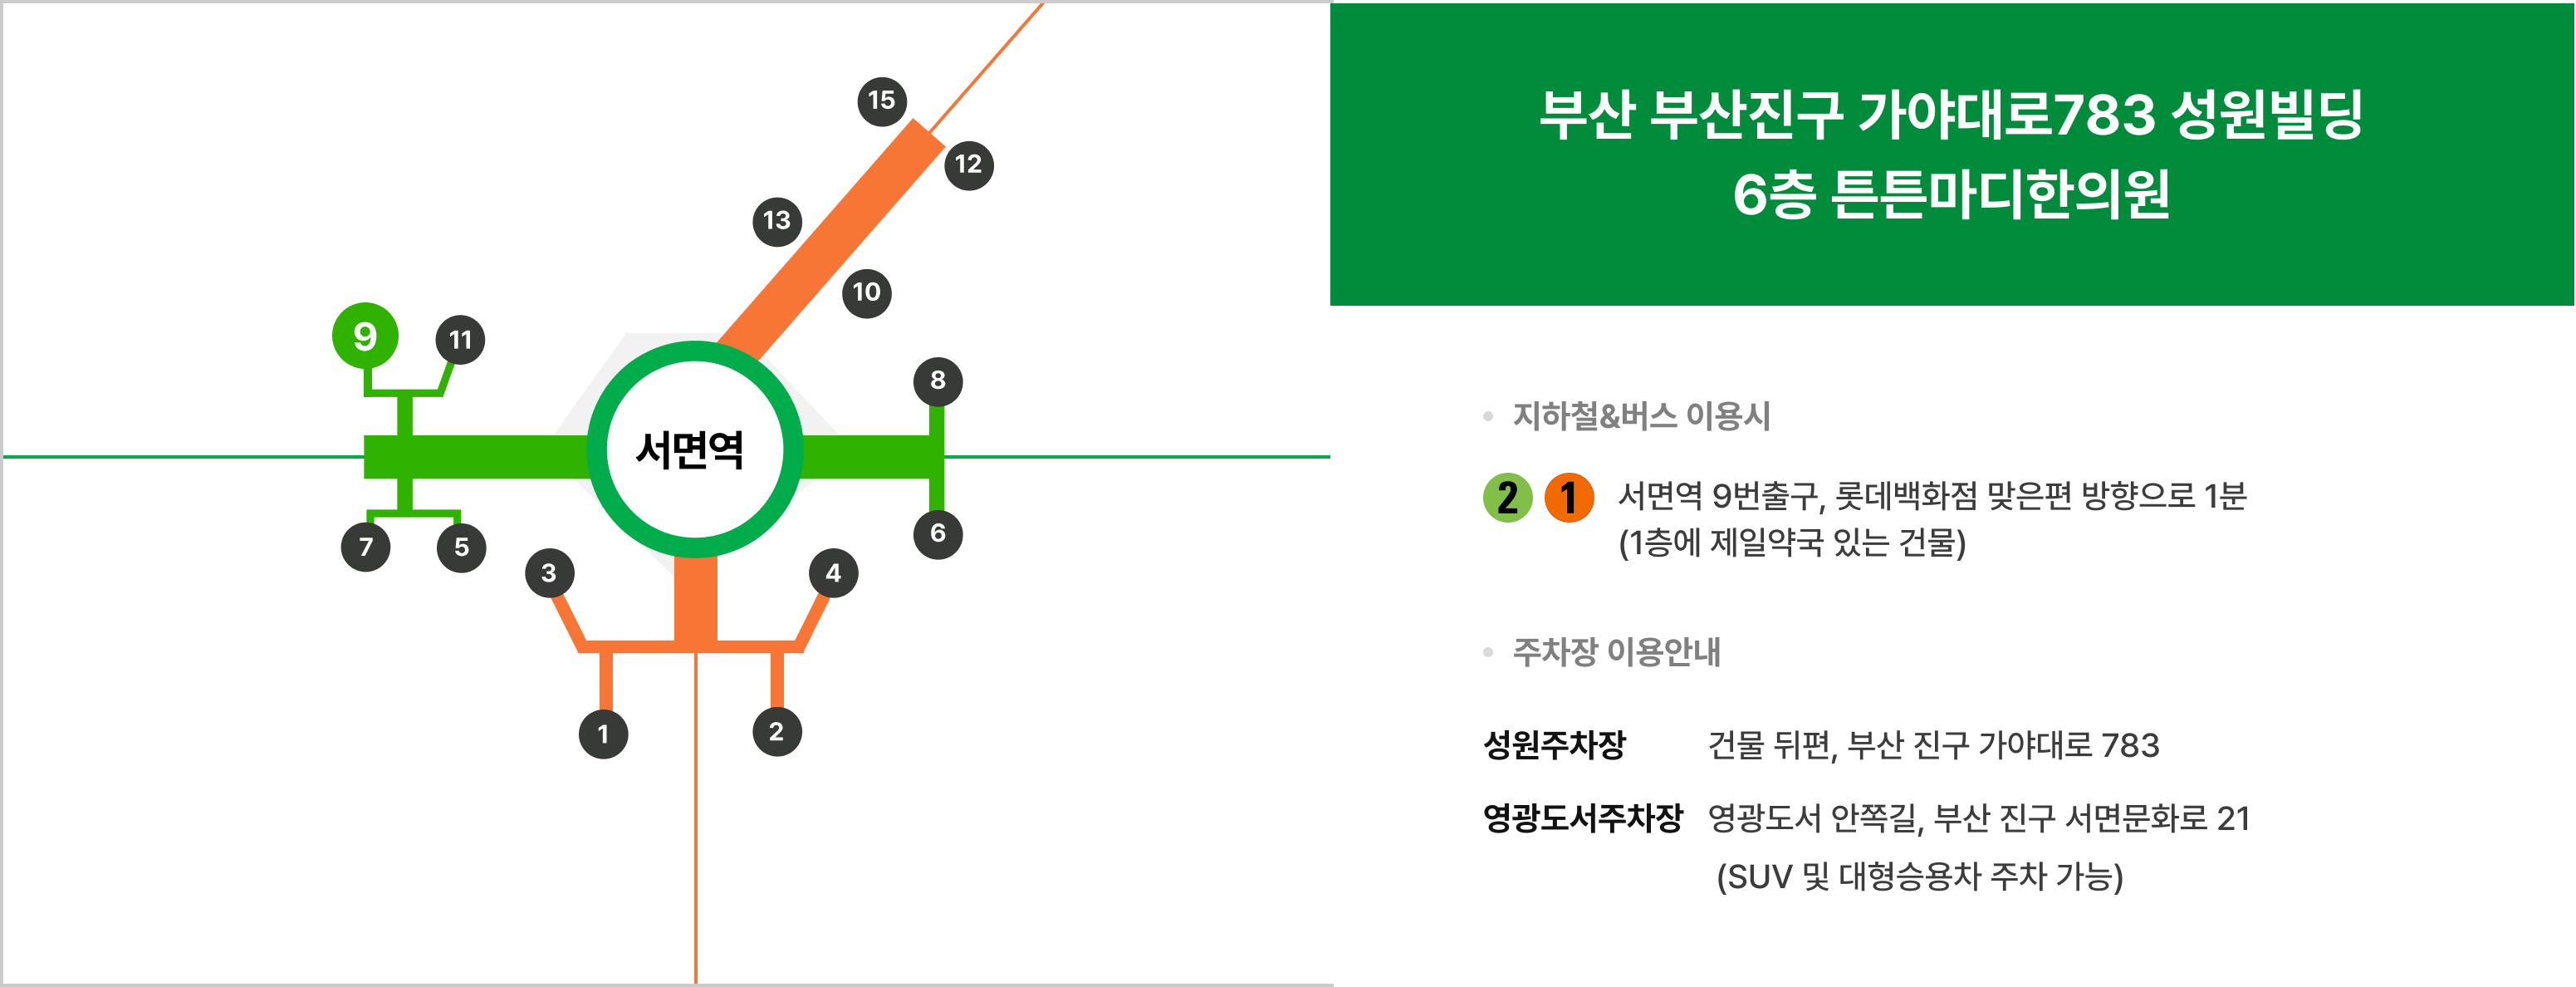 15
12
13
10
9
11
8
서면역
7
5
6
3
4
1
2
부산 부산진구 가야대로783 성원빌딩
6층 튼튼마디한의원
지하철&버스 이용시
2 1 서면역 9번출구, 롯데백화점 맞은편 방향으로 1분
(1층에 제일약국 있는 건물)
주차장 이용안내
성원주차장 건물 뒤편, 부산 진구 가야대로 783
영광도서주차장 영광도서 안쪽길, 부산 진구 서면문화로 21
(SUV 및 대형승용차 주차 가능)